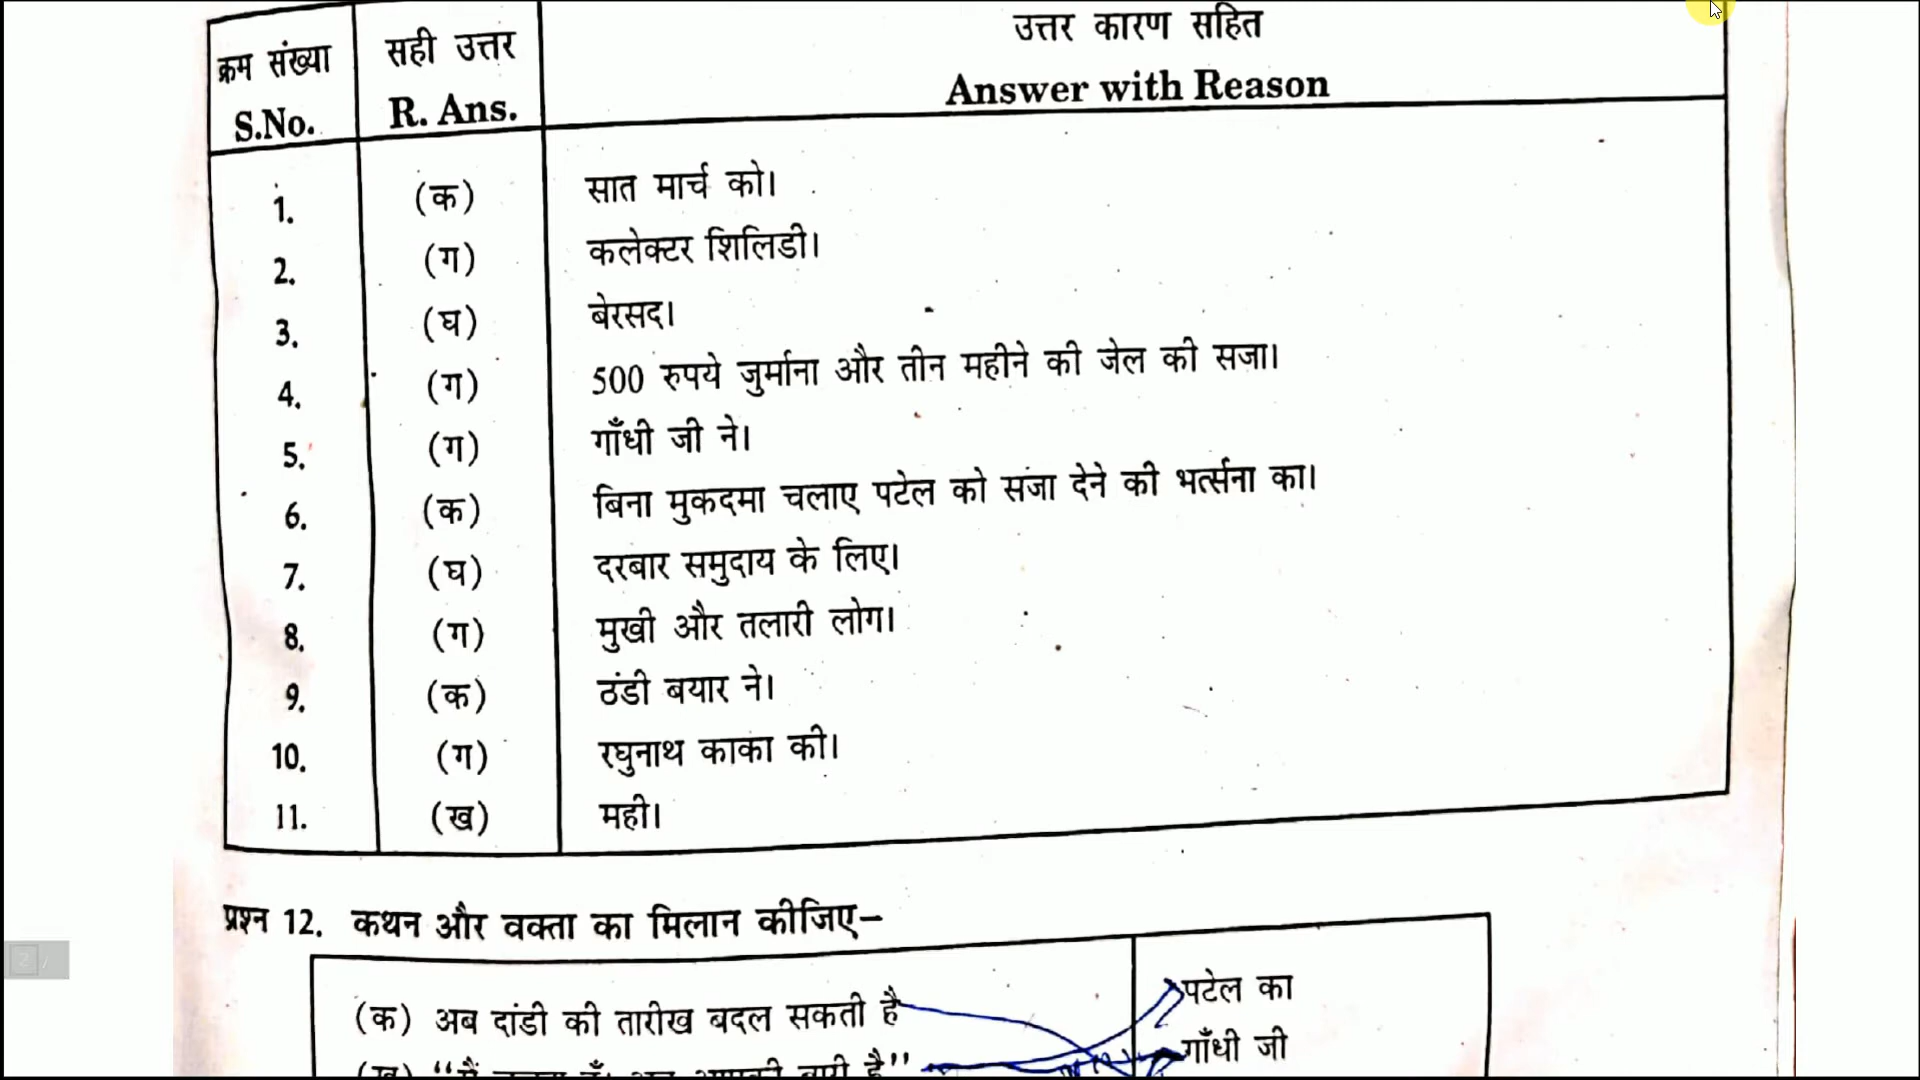 क्रम संख्या सही उत्तर उत्तर कारण सहित
S.No. R. Ans. Answer with Reason
1. (क) सात मार्च को।
2. (ग) कलेक्टर शिलिडी।
3. (घ) बेरसद।
4. (ग) 500 रुपये जुर्माना और तीन महीने की जेल की सजा।
5. (ग) गाँधी जी ने।
6. (क) बिना मुकदमा चलाए पटेल को सजा देने की भर्त्सना का।
7. (घ) दरबार समुदाय के लिए।
8. (ग) मुखी और तलारी लोग।
9. (क) ठंडी बयार ने।
10. (ग) रघुनाथ काका की।
11. (ख) मही।
प्रश्न 12. कथन और वक्ता का मिलान कीजिए–
(क) अब दांडी की तारीख बदल सकती है पटेल का
गाँधी जी